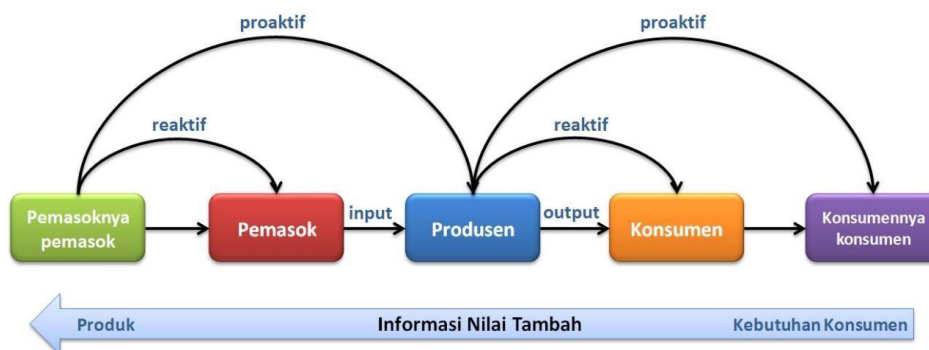 proaktif
proaktif
reaktif
reaktif
Pemasoknya
pemasok
Pemasok
input
Produsen
output
Konsumen
Konsumennya
konsumen
Produk
Informasi Nilai Tambah
Kebutuhan Konsumen